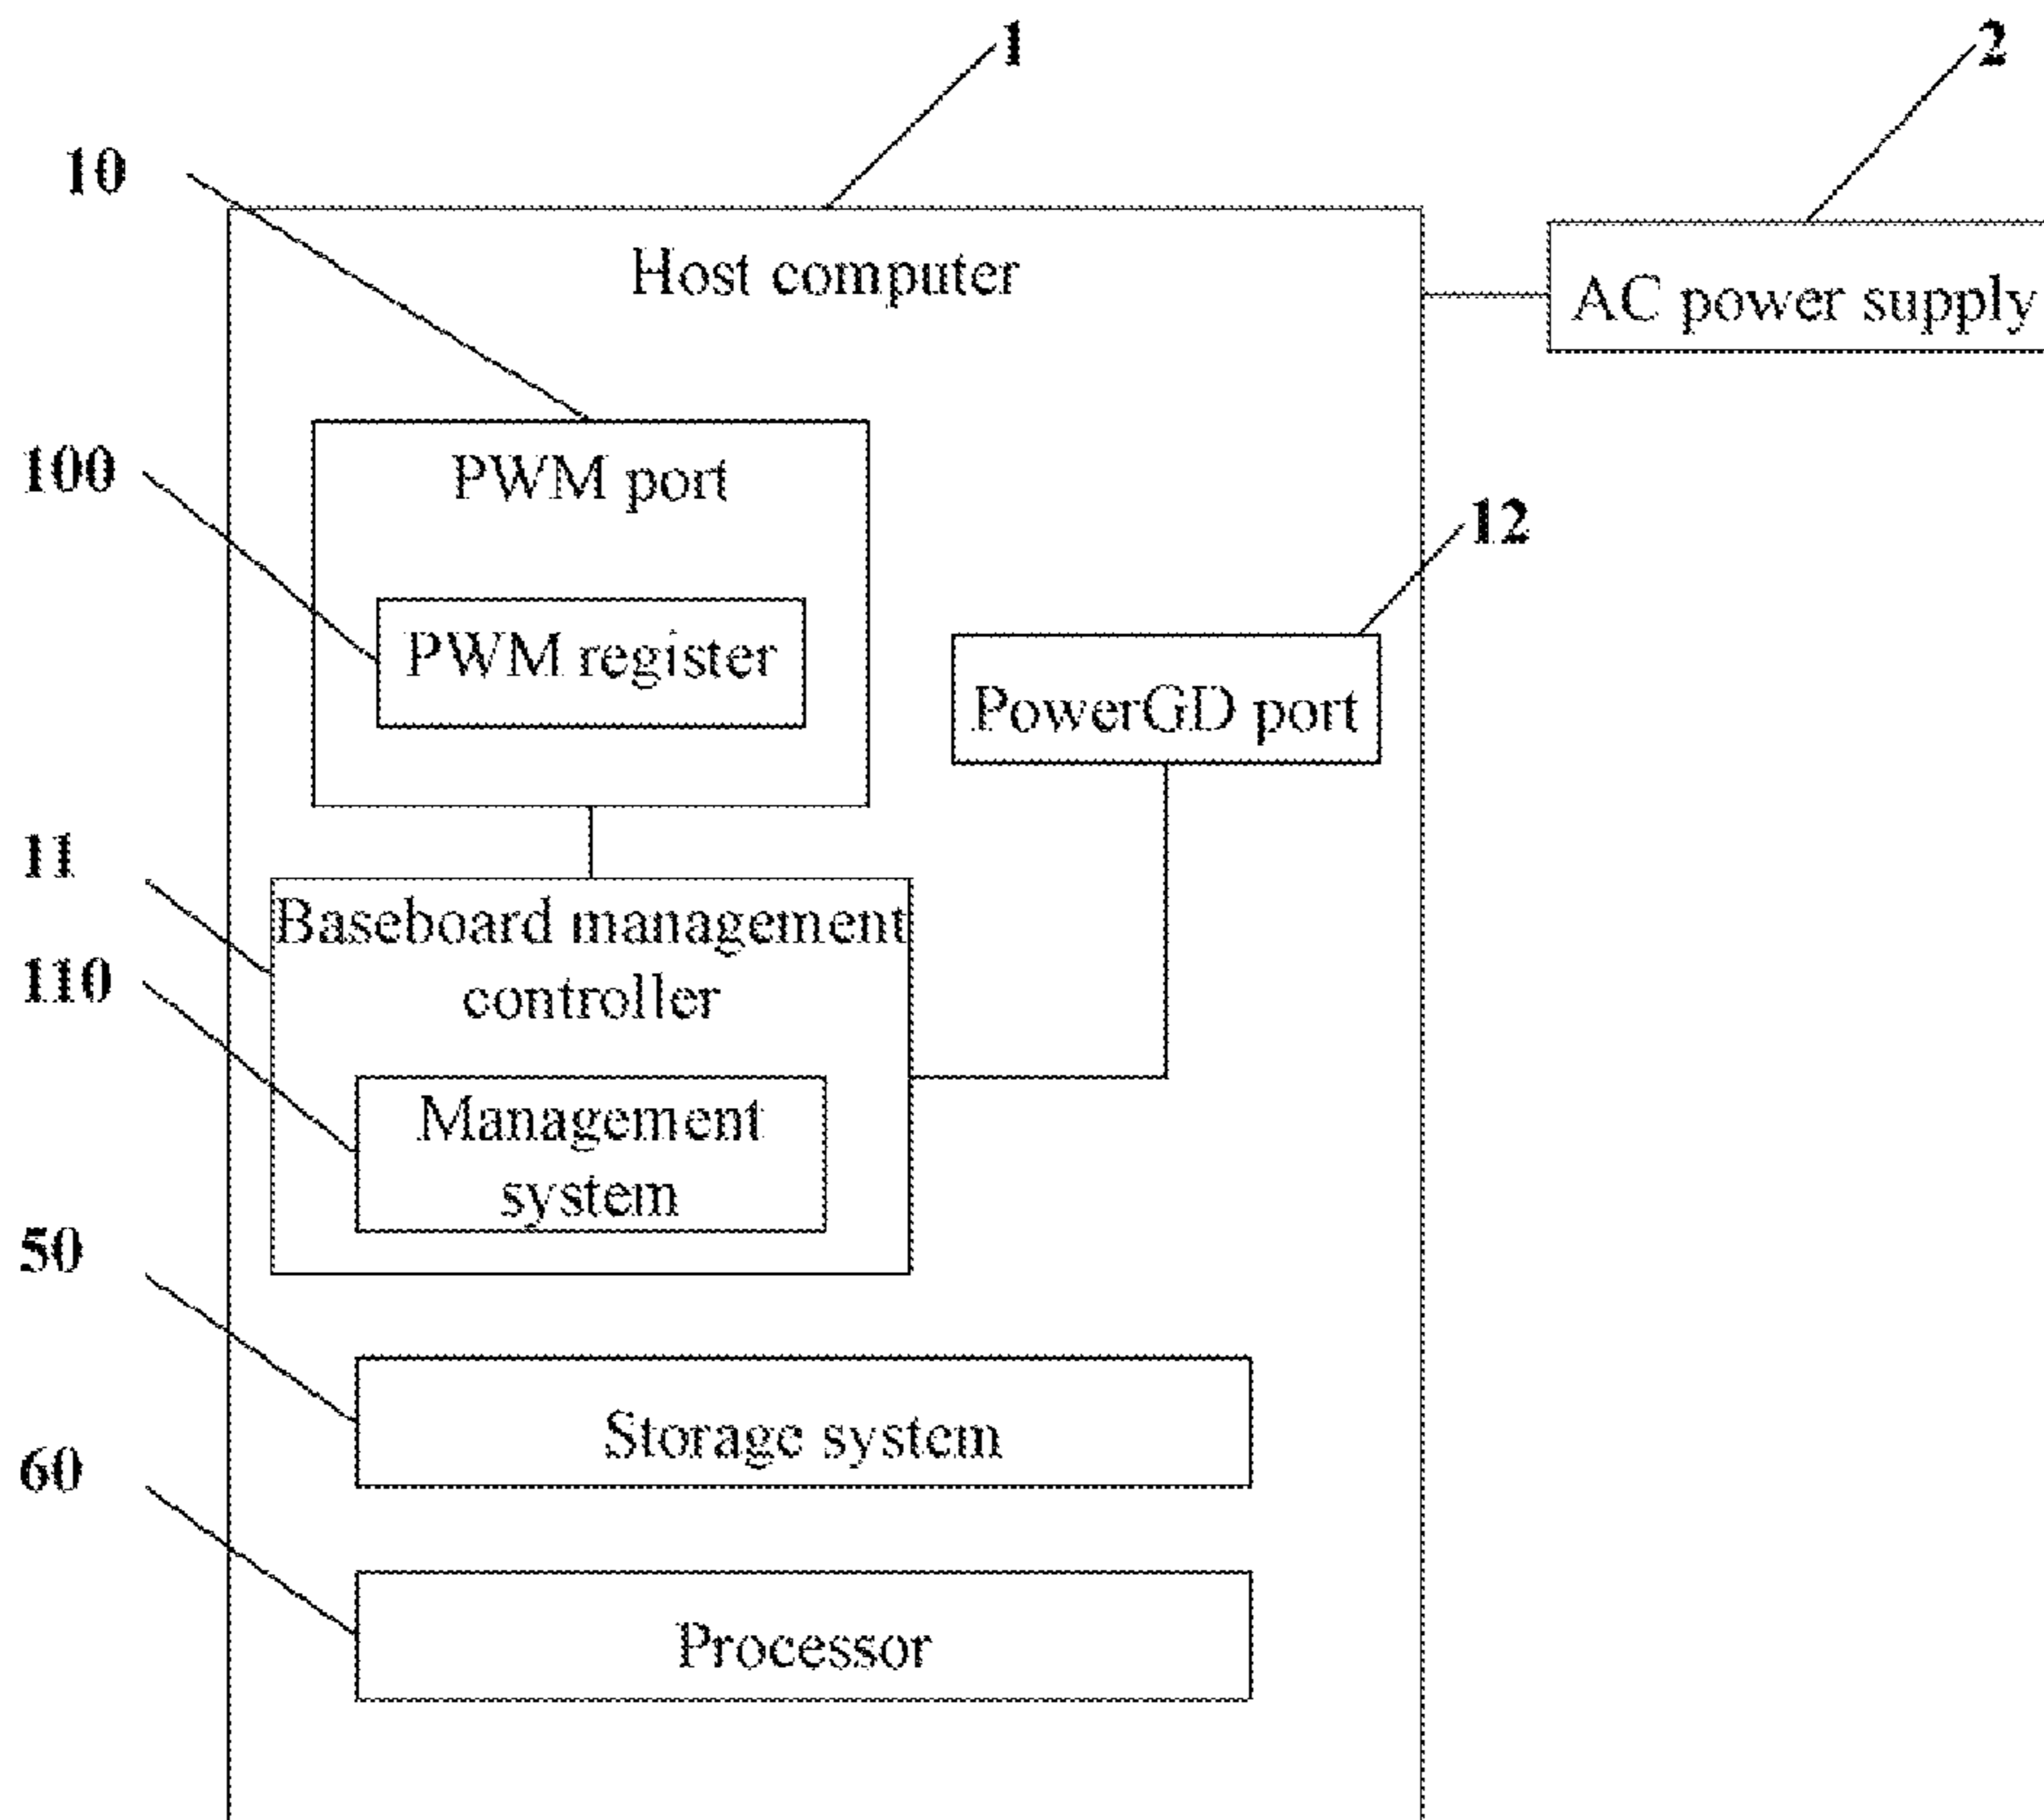 1
2
10
Host computer
AC power supply
100
PWM port
12
PWM register
PowerGD port
11
Baseboard management
controller
110
Management
system
50
Storage system
60
Processor